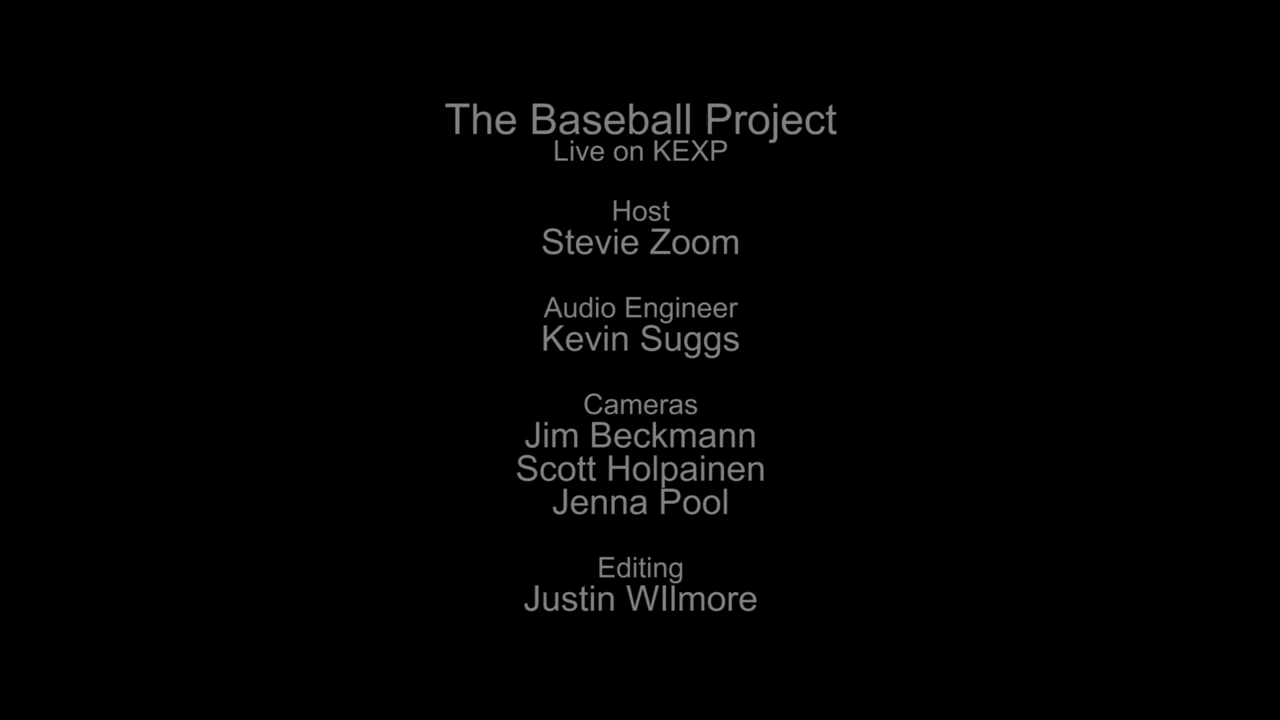 The Baseball Project
Live on KEXP
Host
Stevie Zoom
Audio Engineer
Kevin Suggs
Cameras
Jim Beckmann
Scott Holpainen
Jenna Pool
Editing
Justin WIlmore